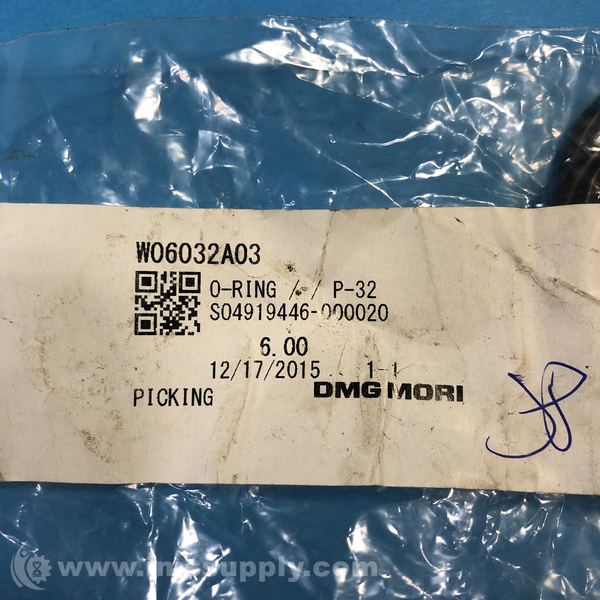 W06032A03
O-RING / / P-32
S04919446-000020
6.00
12/17/2015 1-1
PICKING DMG MORI